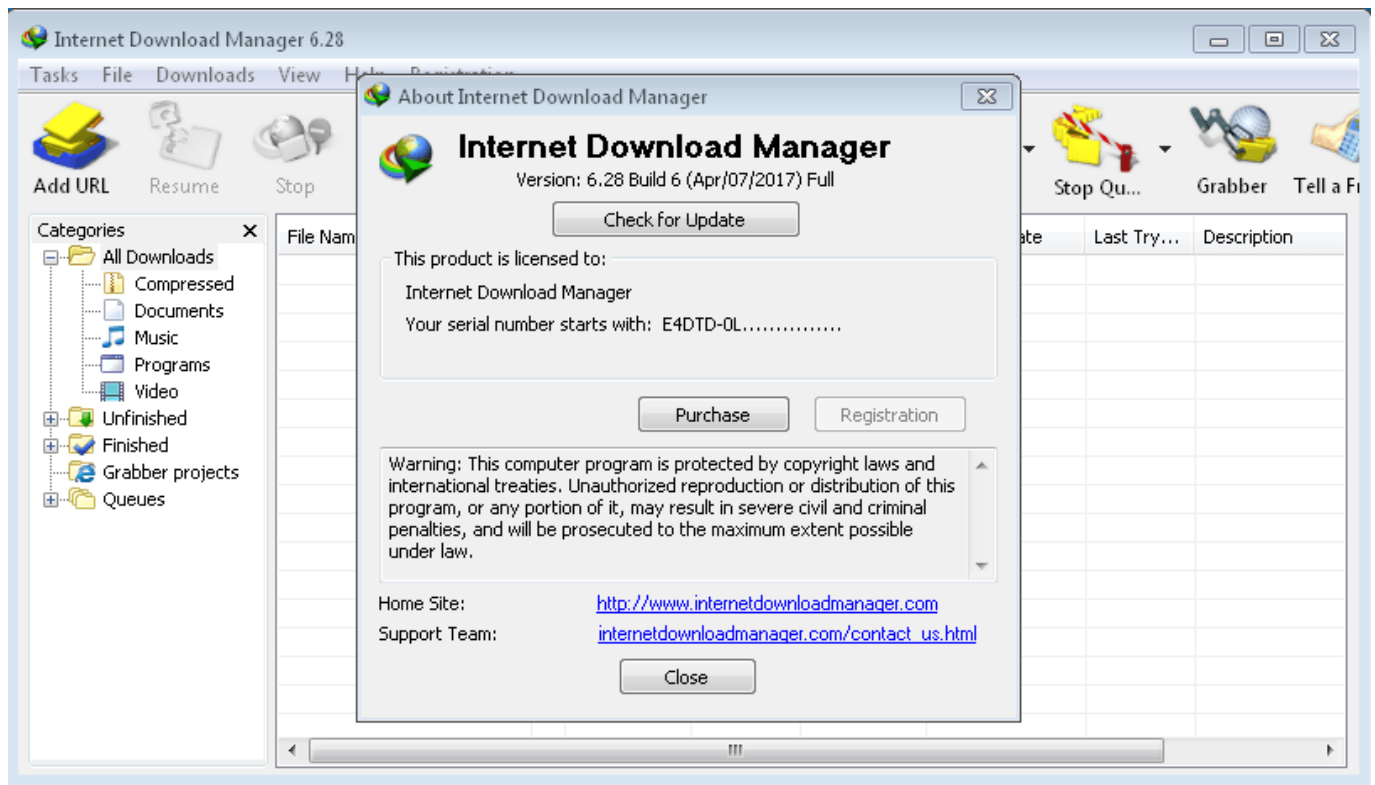 Internet Download Manager 6.28
Tasks File Downloads View Help Registration
Add URL Resume Stop Stop Qu... Grabber Tell a Fr
Categories
All Downloads
Compressed
Documents
Music
Programs
Video
Unfinished
Finished
Grabber projects
Queues
File Nam ate Last Try... Description
About Internet Download Manager
Internet Download Manager
Version: 6.28 Build 6 (Apr/07/2017) Full
Check for Update
This product is licensed to:
Internet Download Manager
Your serial number starts with: E4DTD-0L...............
Purchase Registration
Warning: This computer program is protected by copyright laws and
international treaties. Unauthorized reproduction or distribution of this
program, or any portion of it, may result in severe civil and criminal
penalties, and will be prosecuted to the maximum extent possible
under law.
Home Site: http://www.internetdownloadmanager.com
Support Team: internetdownloadmanager.com/contact_us.html
Close